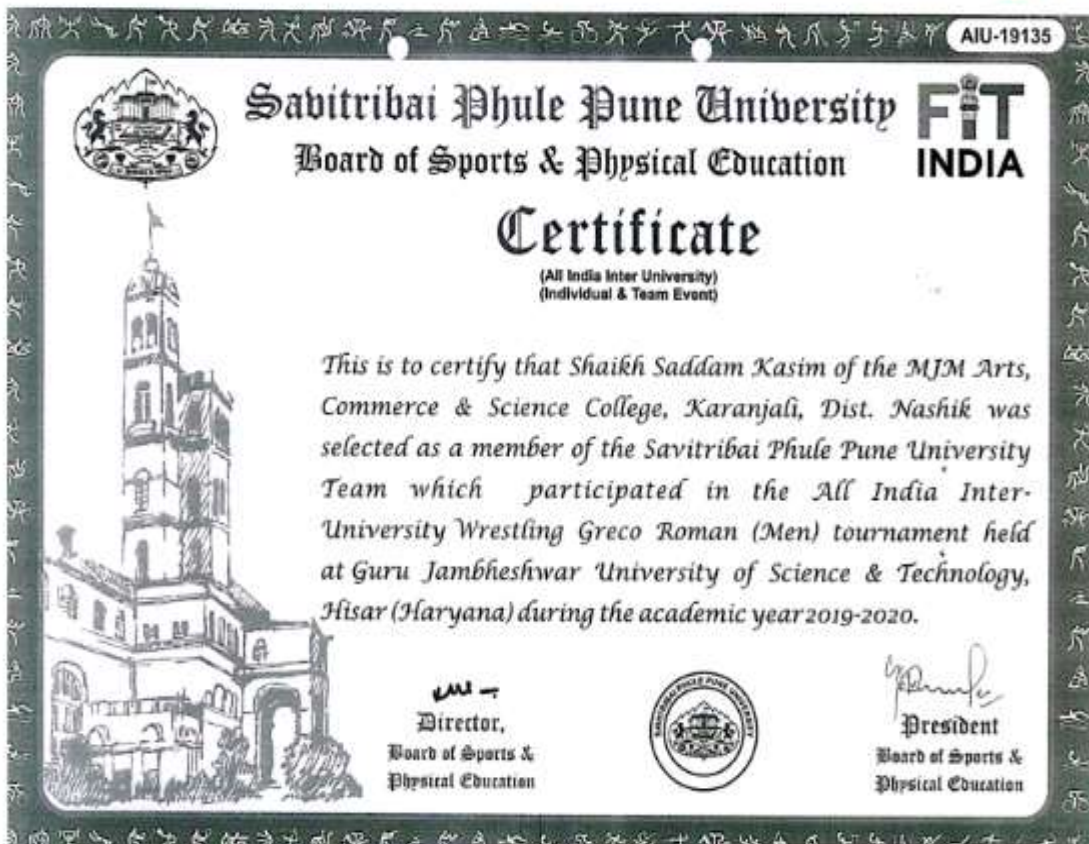 AIU-19135
Savitribai Phule Pune University
Board of Sports & Physical Education
FIT
INDIA
Certificate
(All India Inter University)
(Individual & Team Event)
This is to certify that Shaikh Saddam Kasim of the MJM Arts,
Commerce & Science College, Karanjali, Dist. Nashik was
selected as a member of the Savitribai Phule Pune University
Team which participated in the All India Inter-
University Wrestling Greco Roman (Men) tournament held
at Guru Jambheshwar University of Science & Technology,
Hisar (Haryana) during the academic year 2019-2020.
Director,
Board of Sports &
Physical Education
SAVITRIBAI PHULE PUNE UNIVERSITY
President
Board of Sports &
Physical Education